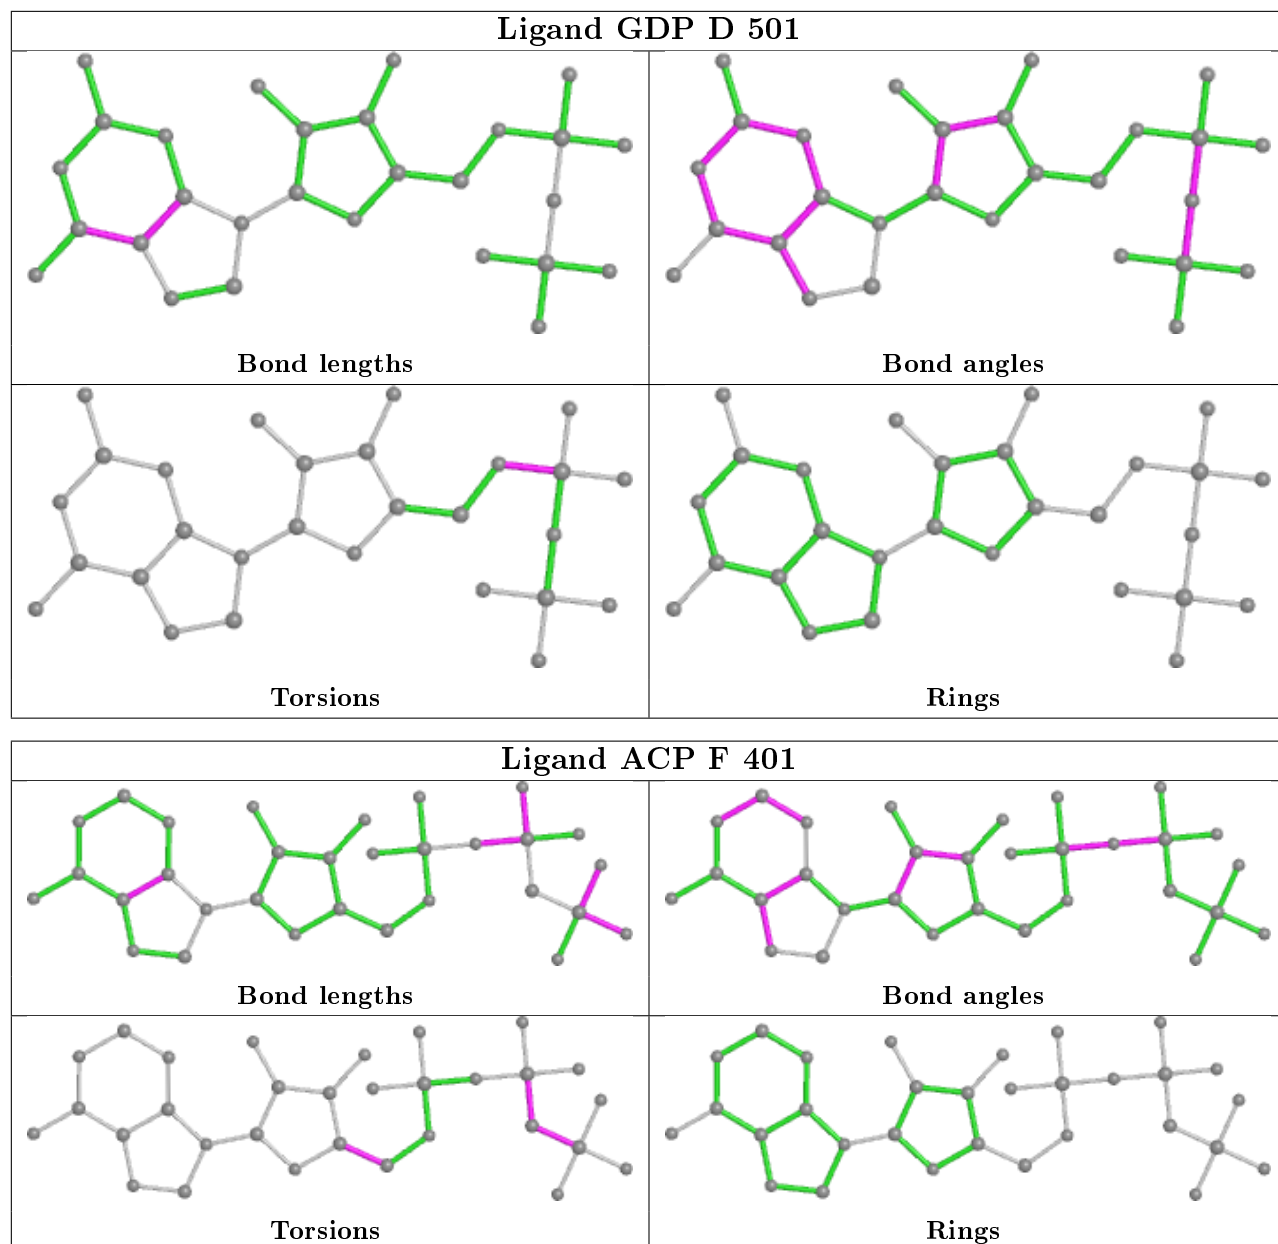 Ligand GDP D 501
Bond lengths
Bond angles
Torsions
Rings
Ligand ACP F 401
Bond lengths
Bond angles
Torsions
Rings